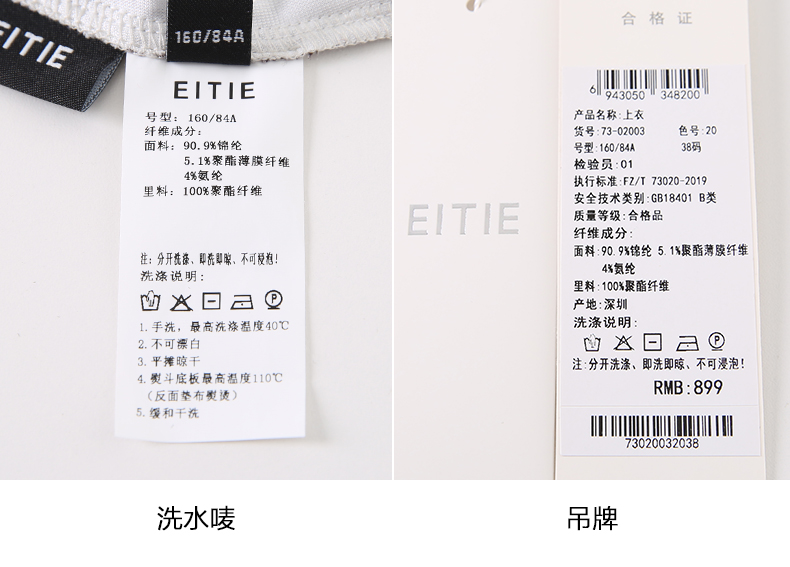 EITIE
160/84A
EITIE
号型: 160/84A
纤维成分:
面料: 90.9%锦纶
5.1%聚酯薄膜纤维
4%氨纶
里料: 100%聚酯纤维
注: 分开洗涤、即洗即晾、不可浸泡!
洗涤说明:
P
1.手洗，最高洗涤温度40℃
2.不可漂白
3.平摊晾干
4.熨斗底板最高温度110℃
(反面垫布熨烫)
5.缓和干洗
洗水唛
EITIE
合格证
6 943050 348200
产品名称:上衣
货号:73-02003 色号:20
号型:160/84A 38码
检验员:01
执行标准:FZ/T 73020-2019
安全技术类别:GB18401 B类
质量等级:合格品
纤维成分:
面料:90.9%锦纶 5.1%聚酯薄膜纤维
4%氨纶
里料:100%聚酯纤维
产地:深圳
洗涤说明:
P
注:分开洗涤、即洗即晾、不可浸泡!
RMB:899
73020032038
吊牌